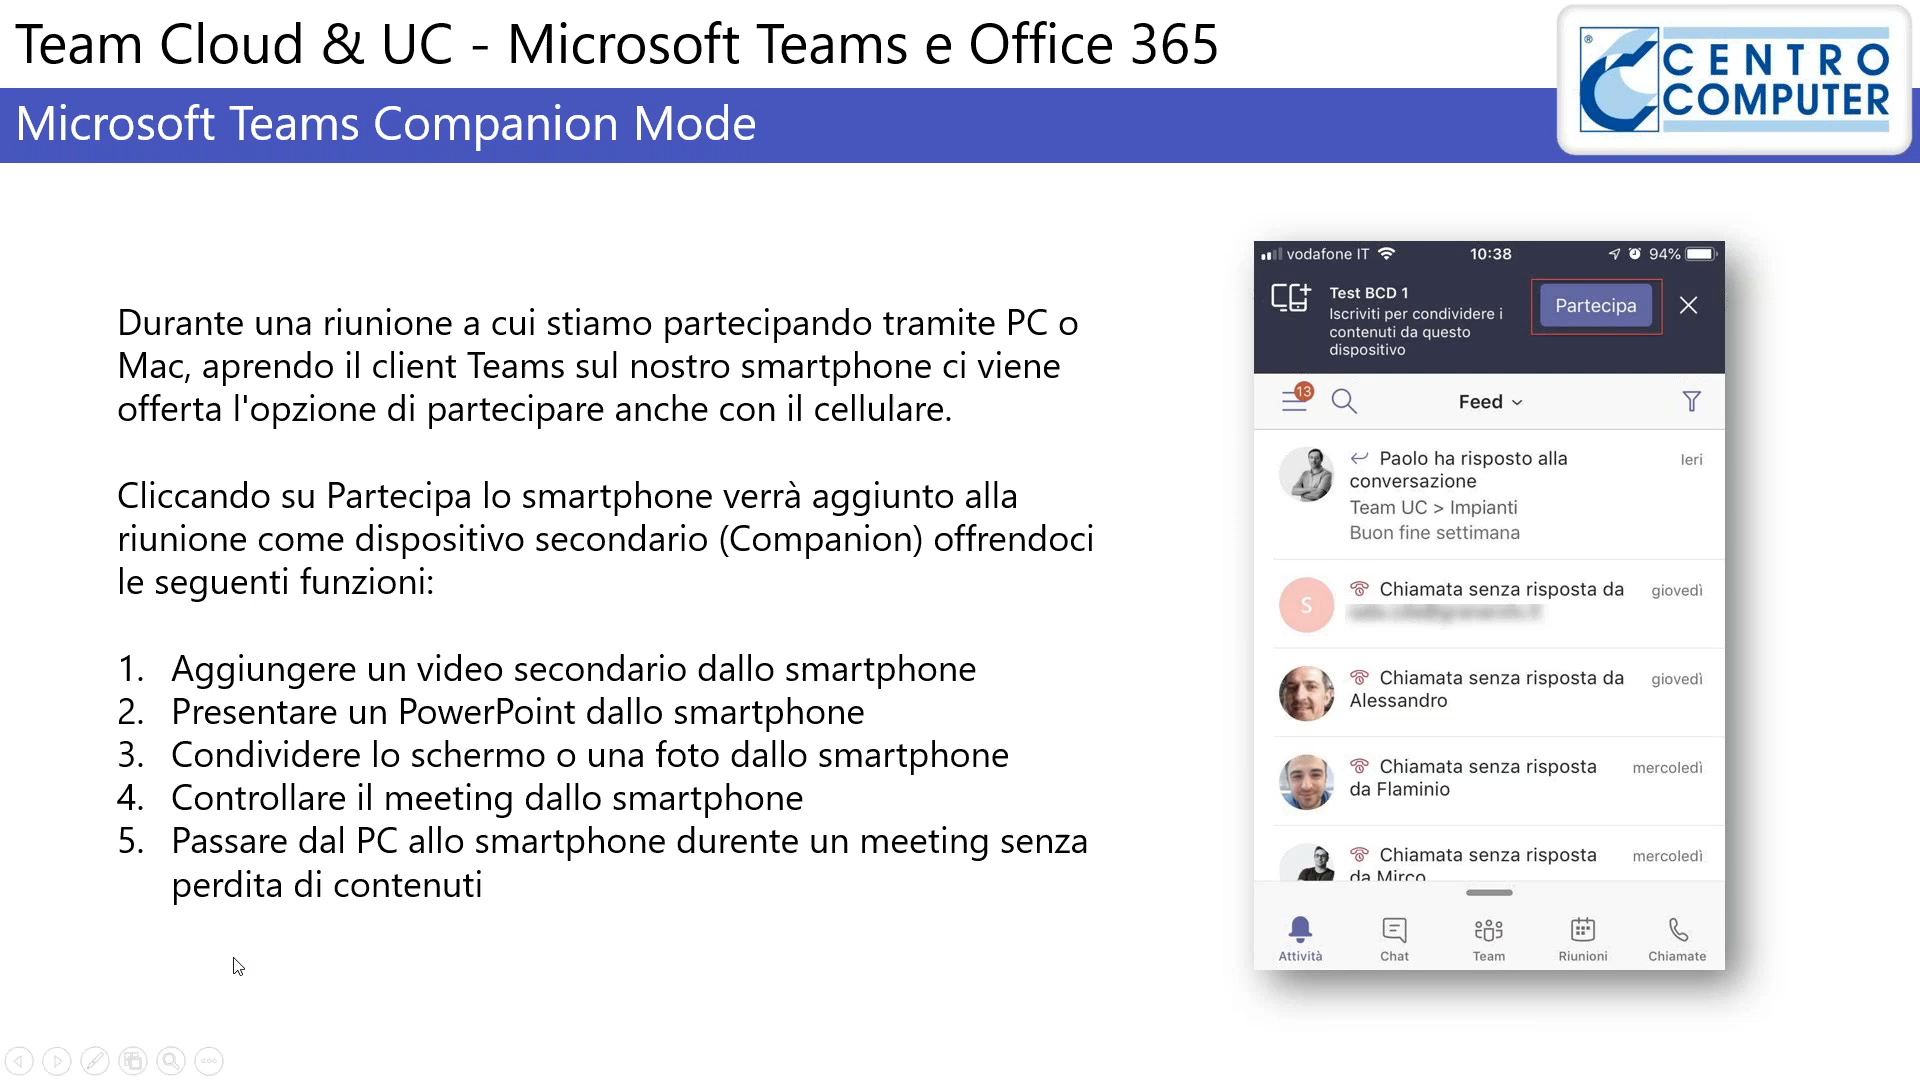 Team Cloud & UC - Microsoft Teams e Office 365
Microsoft Teams Companion Mode
®
CENTRO
COMPUTER
Durante una riunione a cui stiamo partecipando tramite PC o
Mac, aprendo il client Teams sul nostro smartphone ci viene
offerta l'opzione di partecipare anche con il cellulare.
Cliccando su Partecipa lo smartphone verrà aggiunto alla
riunione come dispositivo secondario (Companion) offrendoci
le seguenti funzioni:
1. Aggiungere un video secondario dallo smartphone
2. Presentare un PowerPoint dallo smartphone
3. Condividere lo schermo o una foto dallo smartphone
4. Controllare il meeting dallo smartphone
5. Passare dal PC allo smartphone durente un meeting senza
perdita di contenuti
vodafone IT 10:38 94%
Test BCD 1
Iscriviti per condividere i
contenuti da questo
dispositivo
Partecipa
13
Feed
Paolo ha risposto alla Ieri
conversazione
Team UC > Impianti
Buon fine settimana
S
Chiamata senza risposta da giovedì
Chiamata senza risposta da giovedì
Alessandro
Chiamata senza risposta mercoledì
da Flaminio
Chiamata senza risposta mercoledì
da Mirco
Attività Chat Team Riunioni Chiamate